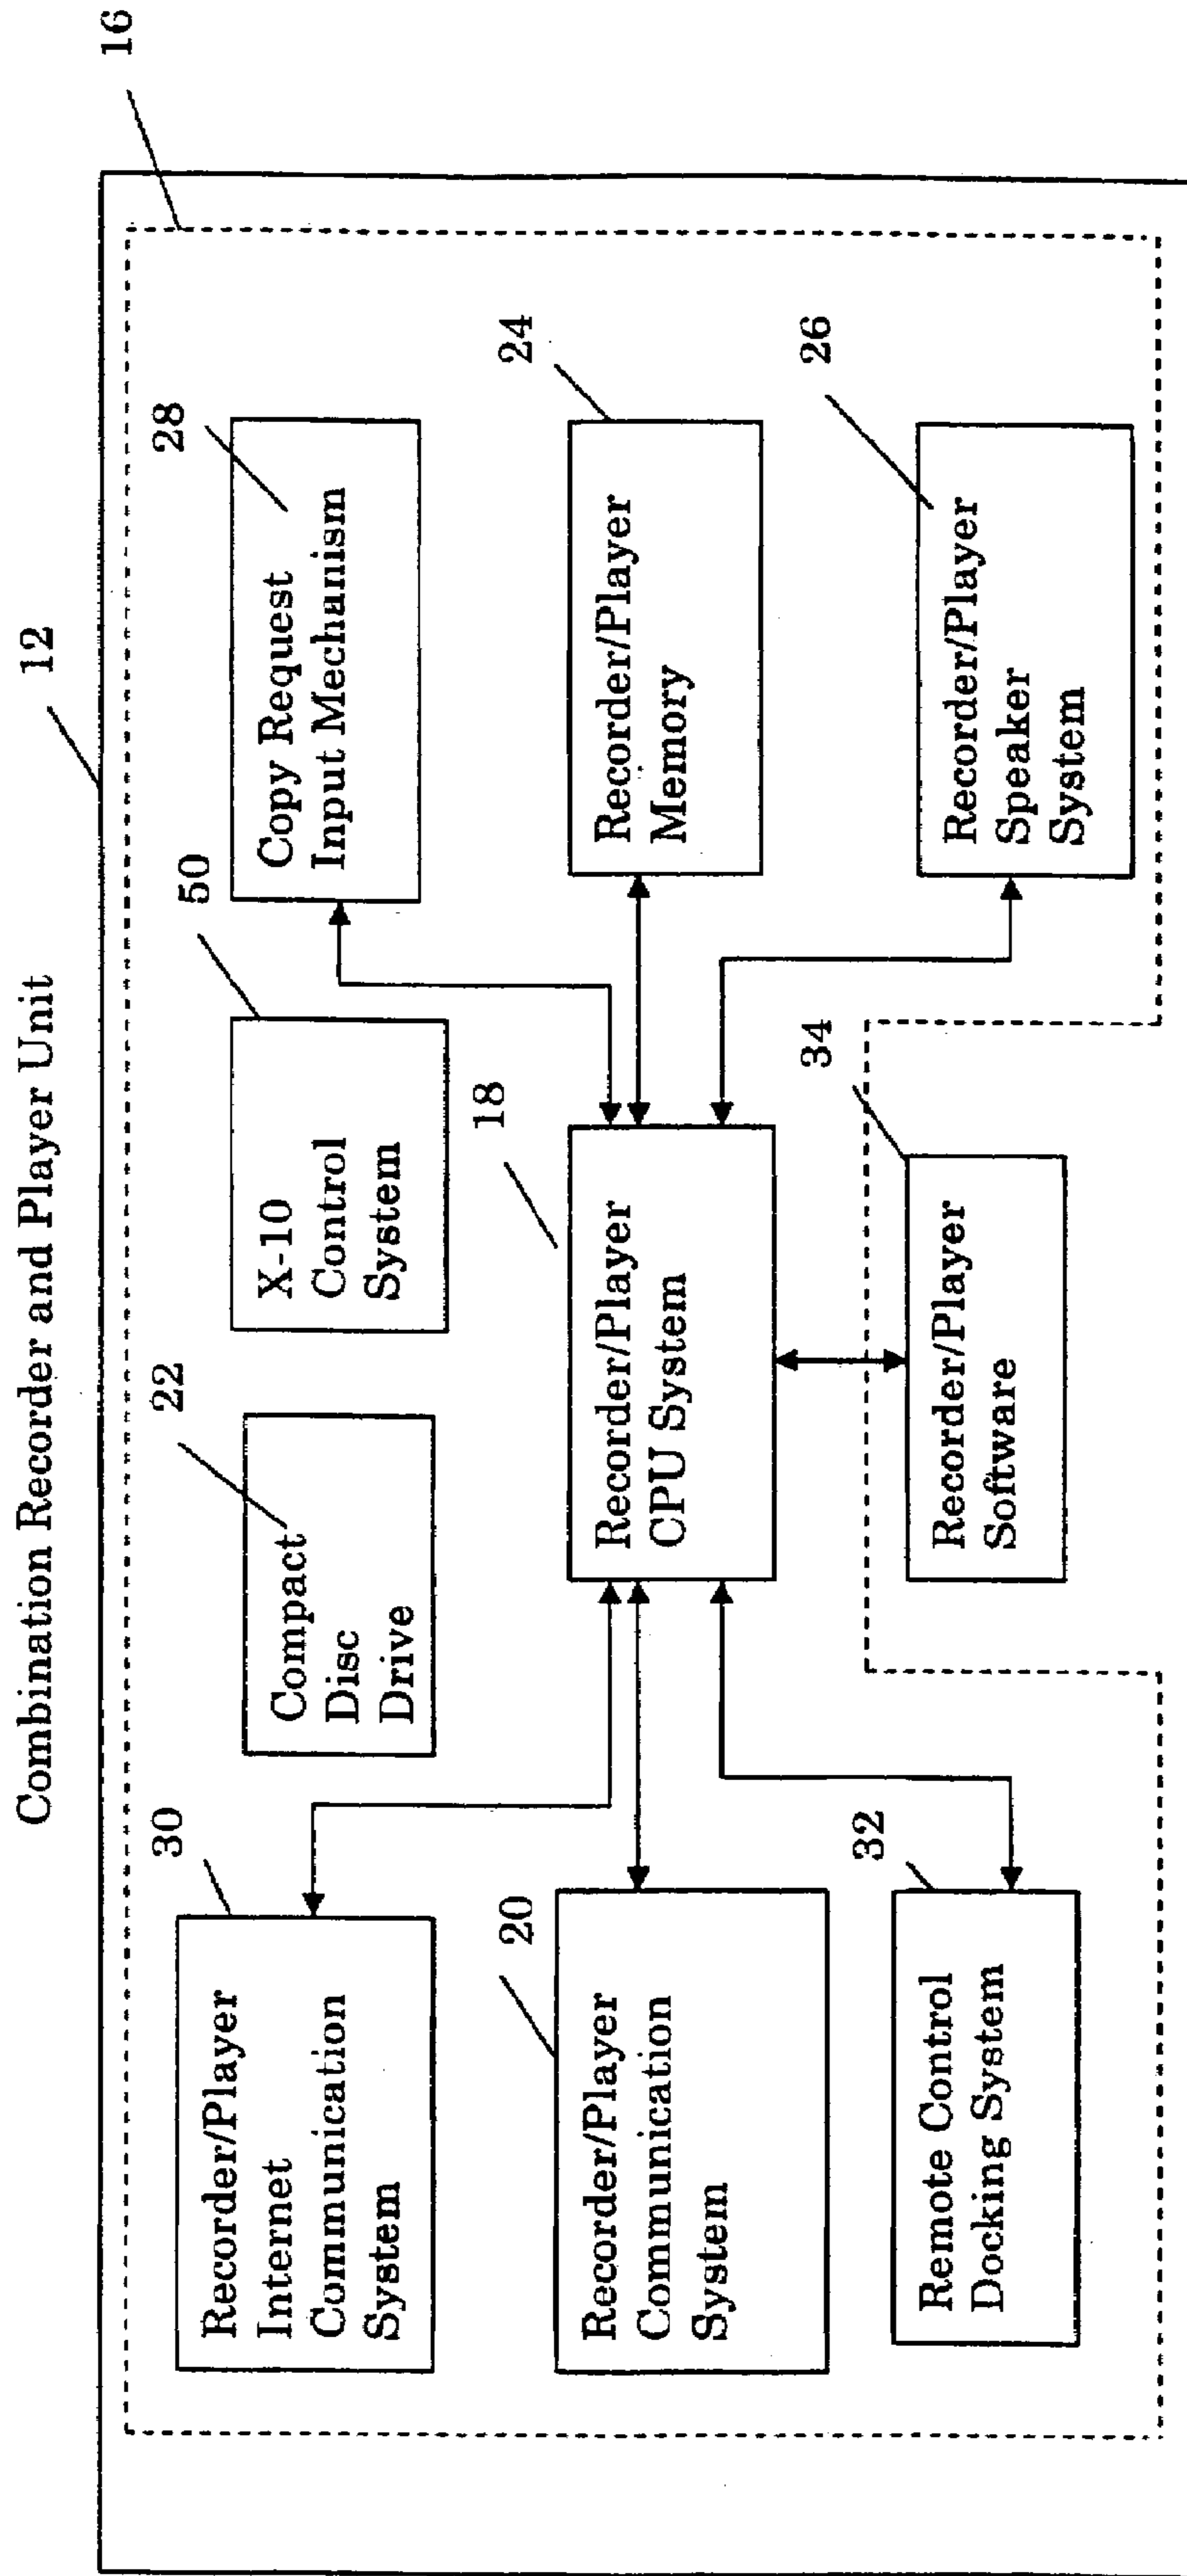 Combination Recorder and Player Unit
12
16
30
Recorder/Player
Internet
Communication
System
22
Compact
Disc
Drive
50
X-10
Control
System
28
Copy Request
Input Mechanism
20
Recorder/Player
Communication
System
18
Recorder/Player
CPU System
24
Recorder/Player
Memory
32
Remote Control
Docking System
34
Recorder/Player
Software
26
Recorder/Player
Speaker
System